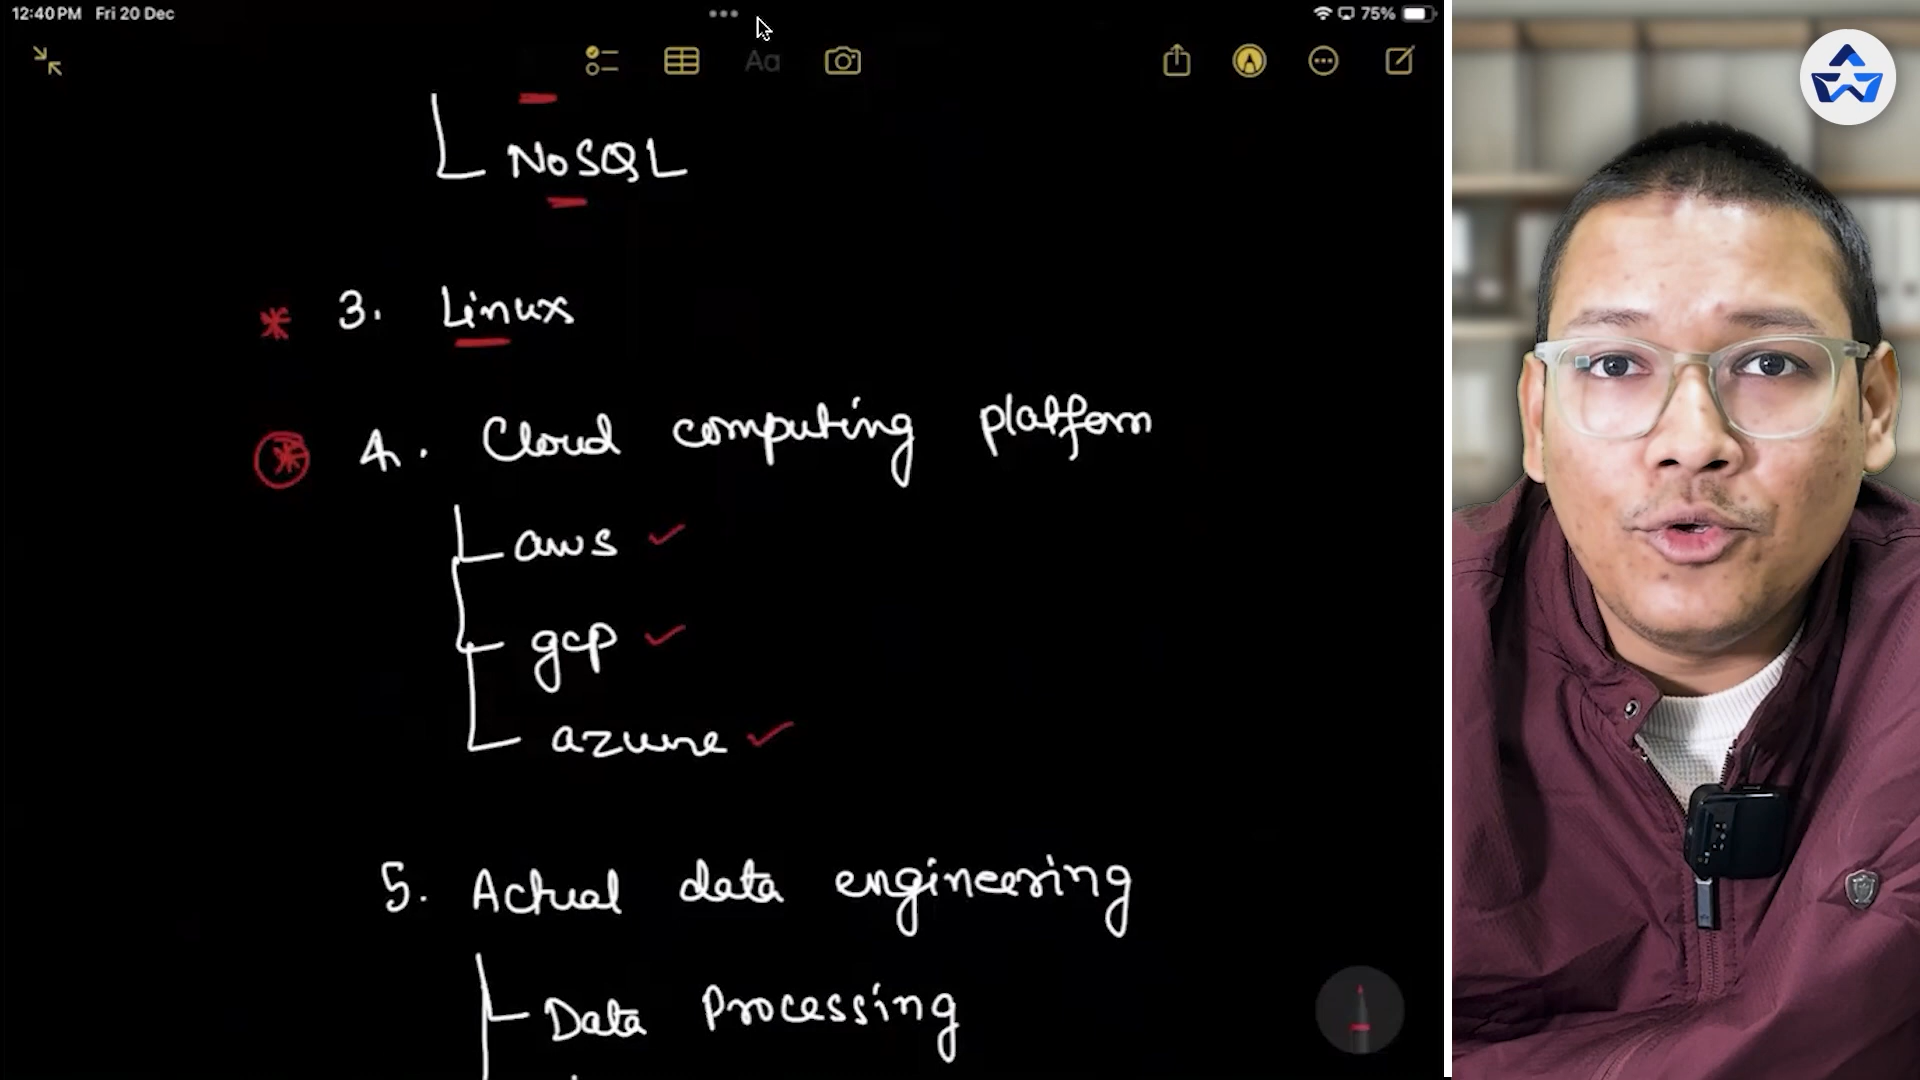 12:40 PM Fri 20 Dec
75%
Aa
NoSQL
* 3. Linux
* 4. Cloud computing platform
aws ✓
gcp ✓
azure ✓
5. Actual data engineering
Data Processing